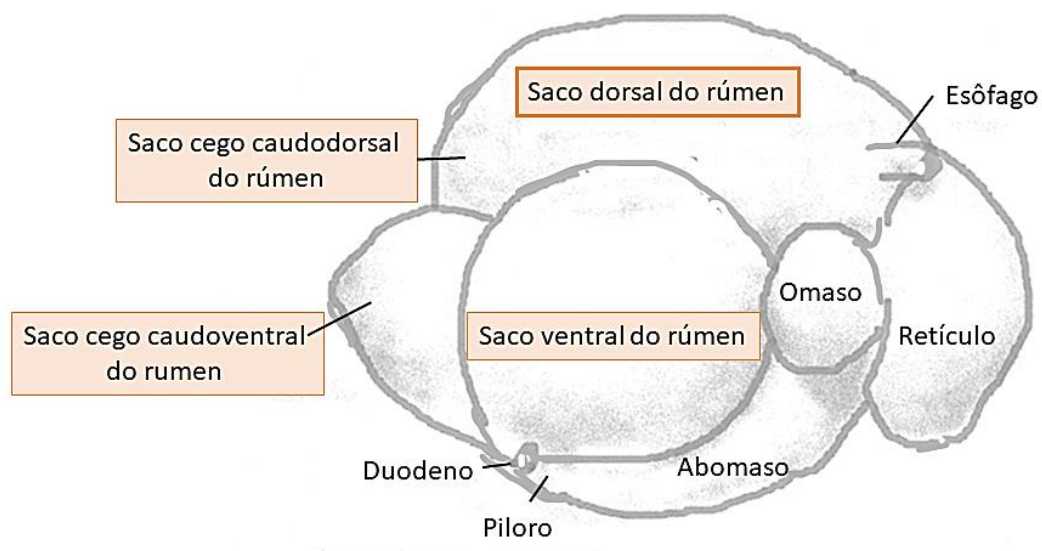 Saco dorsal do rúmen
Esôfago
Saco cego caudodorsal
do rúmen
Omaso
Saco cego caudoventral
do rumen
Saco ventral do rúmen
Retículo
Duodeno
Abomaso
Piloro